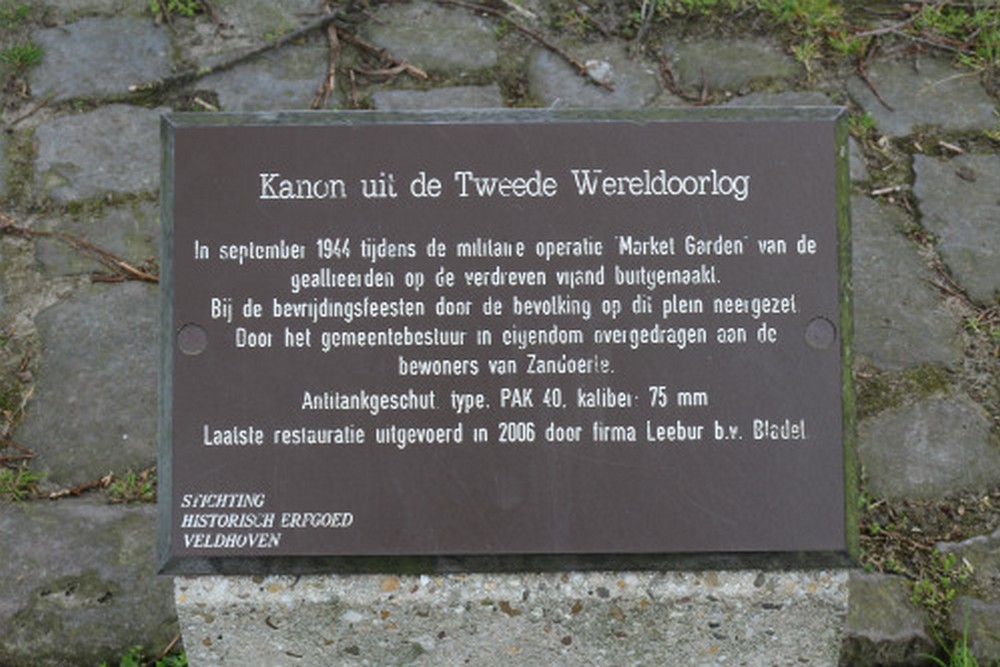 Kanon uit de Tweede Wereldoorlog
In september 1944 tijdens de militaire operatie 'Market Garden' van de
geallieerden op de verdreven vijand buitgemaakt.
Bij de bevrijdingsfeesten door de bevolking op dit plein neergezet.
Door het gemeentebestuur in eigendom overgedragen aan de
bewoners van Zandoerle.
Antitankgeschut, type. PAK 40, kaliber: 75 mm
Laatste restauratie uitgevoerd in 2006 door firma Leebur b.v. Bladel.
STICHTING
HISTORISCH ERFGOED
VELDHOVEN